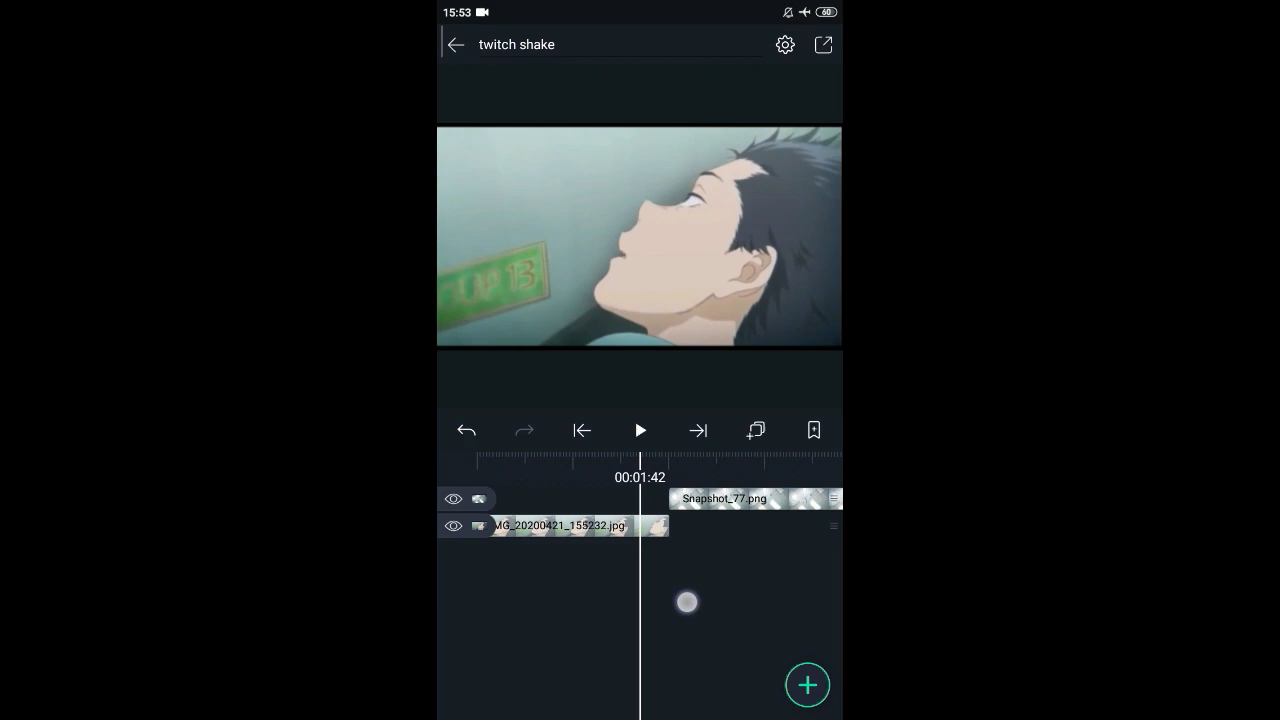 15:53
60
twitch shake
UP 13
00:01:42
Snapshot_77.png
MG_20200421_155232.jpg